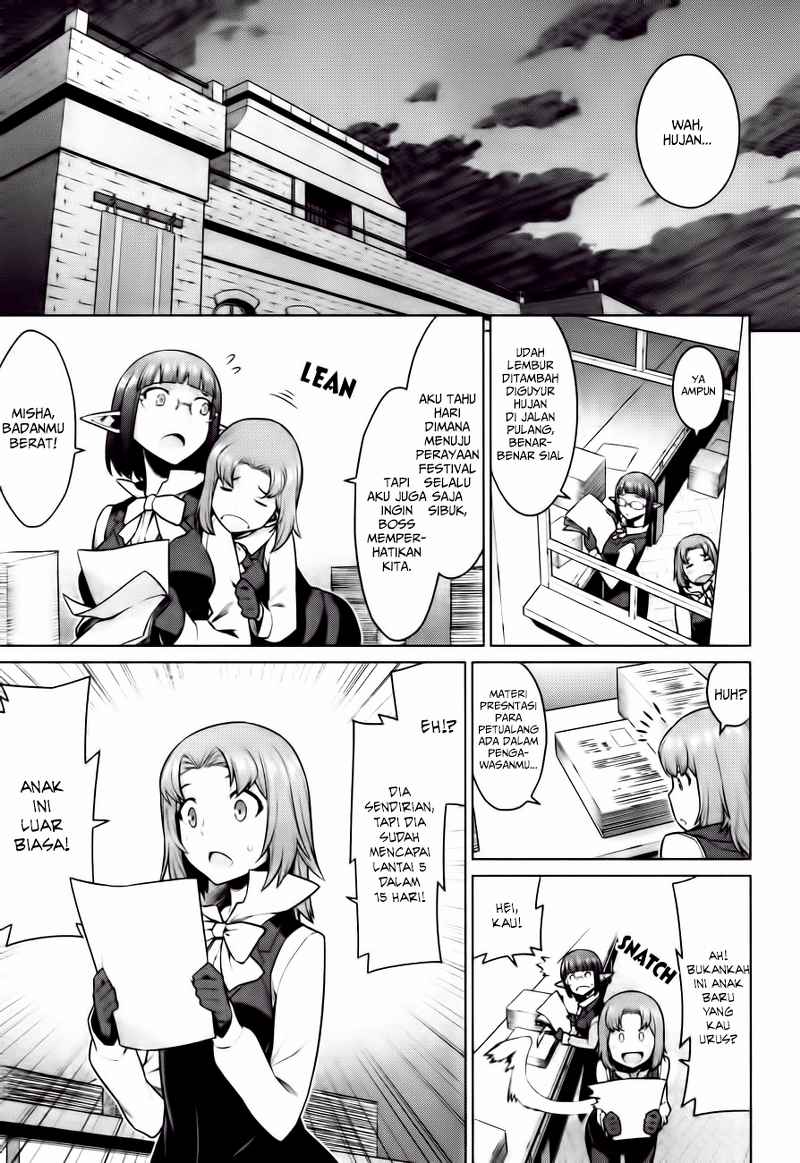 WAH,
HUJAN...
YA
AMPUN
UDAH
LEMBUR
DITAMBAH
DIGUYUR
HUJAN
DI JALAN
PULANG,
BENAR-
BENAR SIAL
AKU TAHU
HARI
DIMANA
MENUJU
PERAYAAN
FESTIVAL
TAPI SELALU
AKU JUGA SAJA
INGIN SIBUK,
BOSS
MEMPER-
HATIKAN
KITA.
LEAN
MISHA,
BADANMU
BERAT!
HUH?
MATERI
PRESNTASI
PARA
PETUALANG
ADA DALAM
PENGA-
WASANMU...
AH!
BUKANKAH
INI ANAK
BARU
YANG
KAU
URUS?
SNATCH
HEI,
KAU!
EH!?
DIA
SENDIRIAN,
TAPI DIA
SUDAH
MENCAPAI
LANTAI 5
DALAM
15 HARI!
ANAK
INI
LUAR
BIASA!